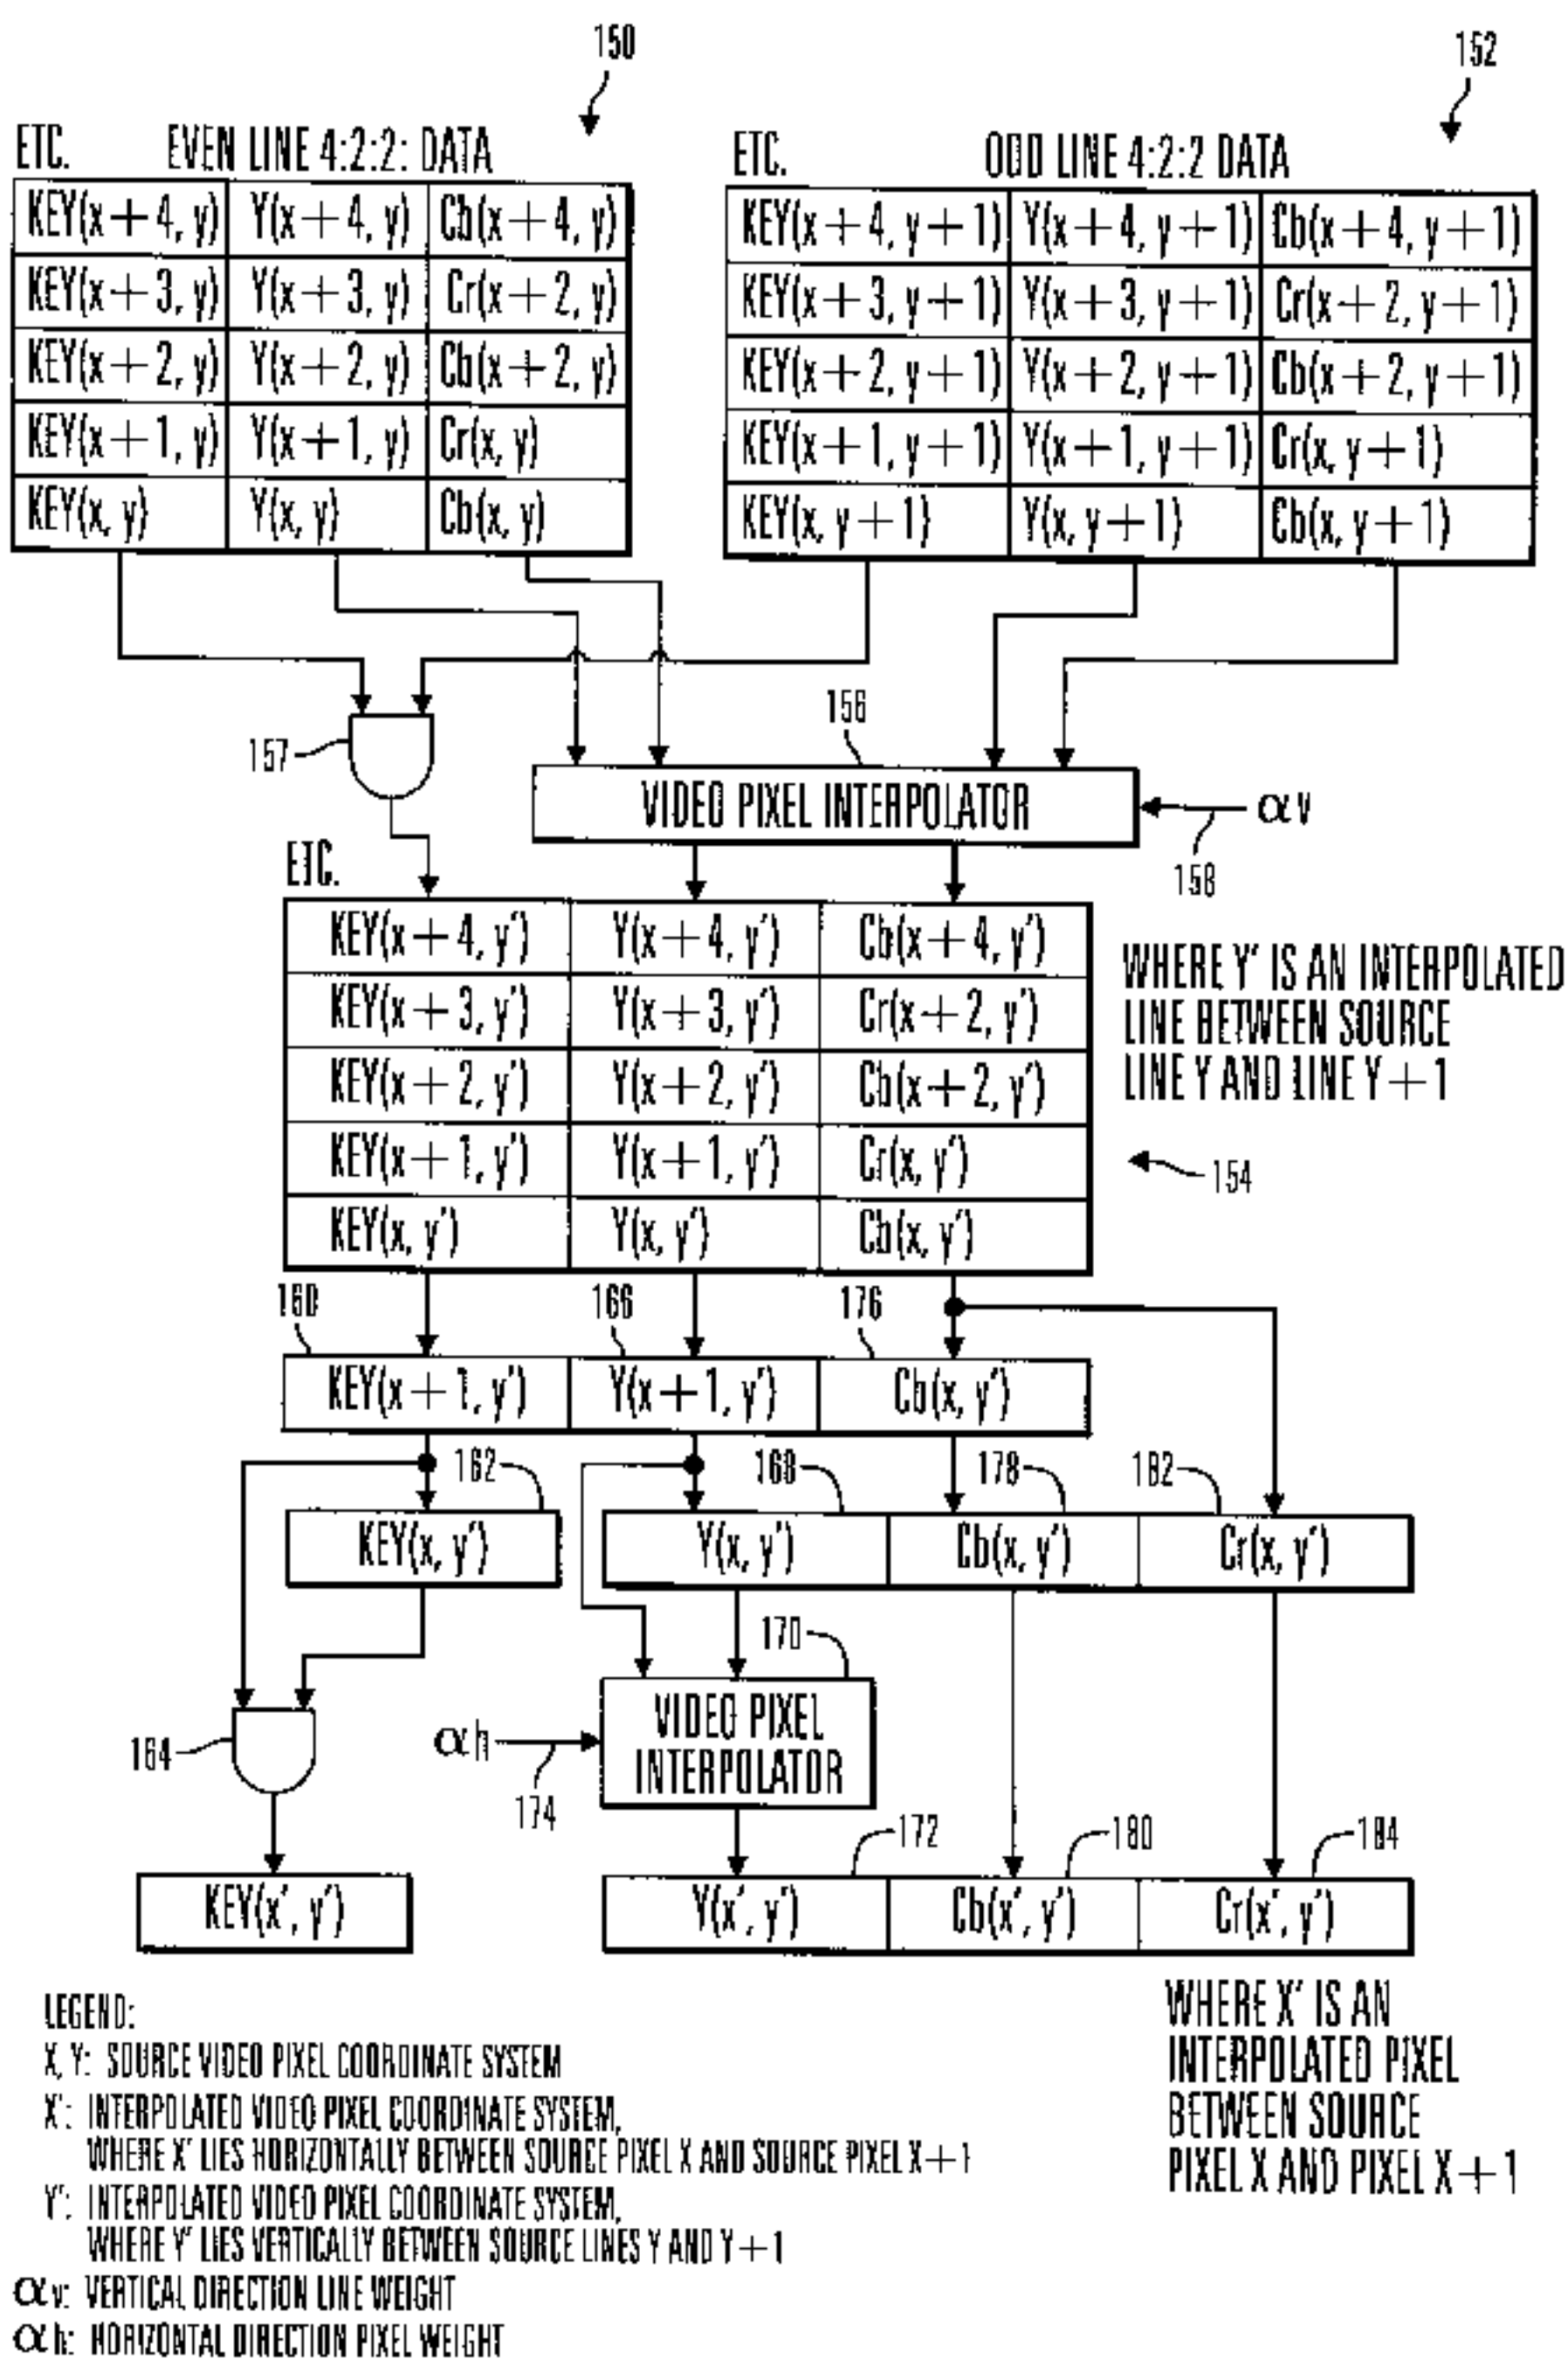 150
152
ETC. EVEN LINE 4:2:2: DATA
ETC. ODD LINE 4:2:2 DATA
KEY(x+4, y) Y(x+4, y) Cb(x+4, y)
KEY(x+3, y) Y(x+3, y) Cr(x+2, y)
KEY(x+2, y) Y(x+2, y) Cb(x+2, y)
KEY(x+1, y) Y(x+1, y) Cr(x, y)
KEY(x, y) Y(x, y) Cb(x, y)
KEY(x+4, y+1) Y(x+4, y+1) Cb(x+4, y+1)
KEY(x+3, y+1) Y(x+3, y+1) Cr(x+2, y+1)
KEY(x+2, y+1) Y(x+2, y+1) Cb(x+2, y+1)
KEY(x+1, y+1) Y(x+1, y+1) Cr(x, y+1)
KEY(x, y+1) Y(x, y+1) Cb(x, y+1)
157
156
VIDEO PIXEL INTERPOLATOR
αv
158
ETC.
KEY(x+4, y') Y(x+4, y') Cb(x+4, y')
KEY(x+3, y') Y(x+3, y') Cr(x+2, y')
KEY(x+2, y') Y(x+2, y') Cb(x+2, y')
KEY(x+1, y') Y(x+1, y') Cr(x, y')
KEY(x, y') Y(x, y') Cb(x, y')
WHERE Y' IS AN INTERPOLATED
LINE BETWEEN SOURCE
LINE Y AND LINE Y+1
154
160 166 176
KEY(x+1, y') Y(x+1, y') Cb(x, y')
162 168 178 182
KEY(x, y') Y(x, y') Cb(x, y') Cr(x, y')
170
164
αh
174
VIDEO PIXEL
INTERPOLATOR
172 180 184
KEY(x', y') Y(x', y') Cb(x', y') Cr(x', y')
WHERE X' IS AN
INTERPOLATED PIXEL
BETWEEN SOURCE
PIXEL X AND PIXEL X+1
LEGEND:
X, Y: SOURCE VIDEO PIXEL COORDINATE SYSTEM
X': INTERPOLATED VIDEO PIXEL COORDINATE SYSTEM,
WHERE X' LIES HORIZONTALLY BETWEEN SOURCE PIXEL X AND SOURCE PIXEL X+1
Y': INTERPOLATED VIDEO PIXEL COORDINATE SYSTEM,
WHERE Y' LIES VERTICALLY BETWEEN SOURCE LINES Y AND Y+1
αv: VERTICAL DIRECTION LINE WEIGHT
αh: HORIZONTAL DIRECTION PIXEL WEIGHT